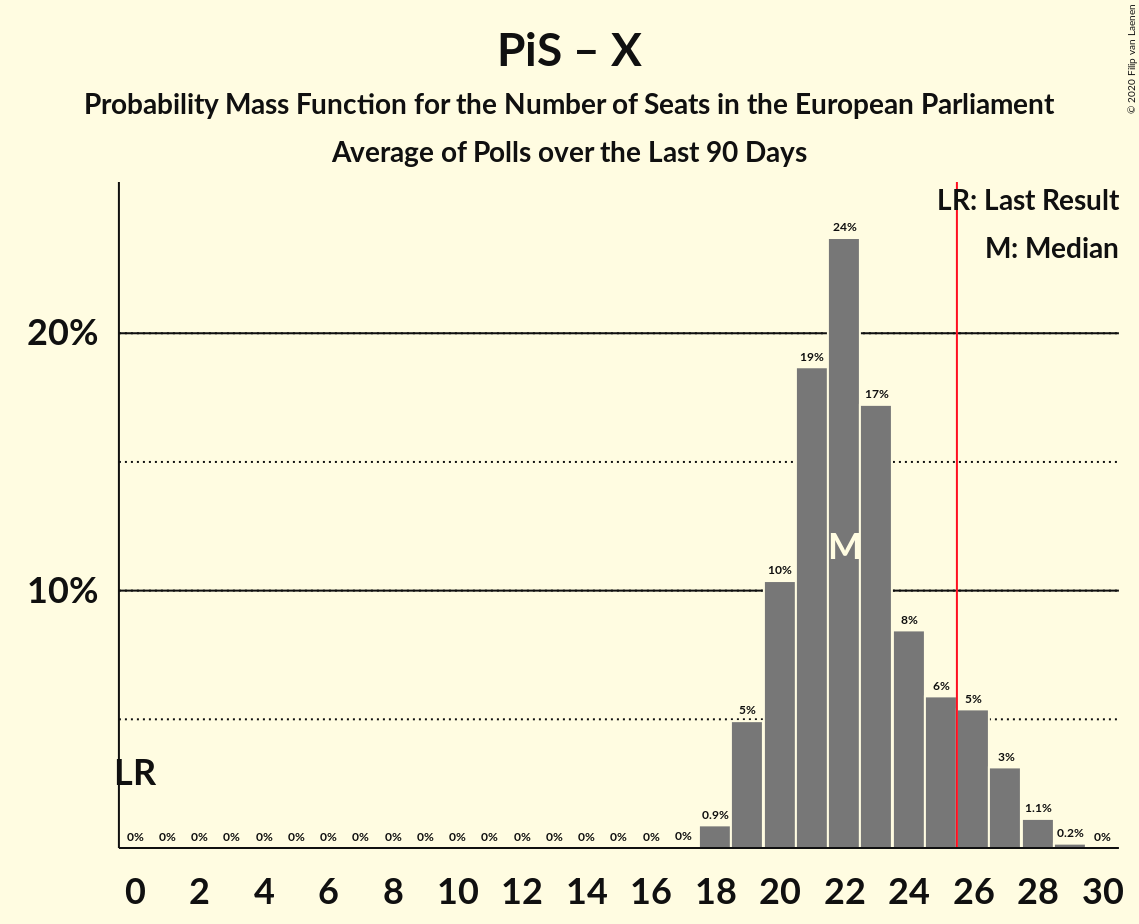 PiS – X
Probability Mass Function for the Number of Seats in the European Parliament
Average of Polls over the Last 90 Days
© 2020 Filip van Laenen
LR: Last Result
M: Median
24%
20%
19%
17%
M
10%
10%
8%
6%
5%
5%
LR
3%
1.1%
0.9%
0.2%
0% 0% 0% 0% 0% 0% 0% 0% 0% 0% 0% 0% 0% 0% 0% 0% 0% 0% 0%
0 2 4 6 8 10 12 14 16 18 20 22 24 26 28 30